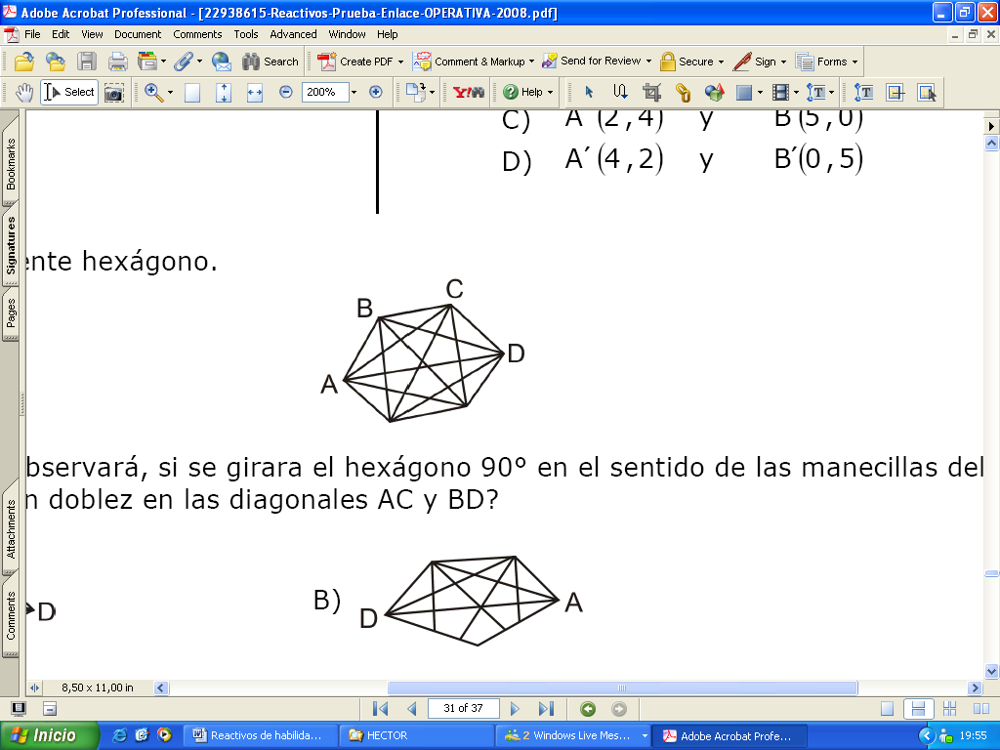 Adobe Acrobat Professional - [22938615-Reactivos-Prueba-Enlace-OPERATIVA-2008.pdf]
File Edit View Document Comments Tools Advanced Window Help
Search Create PDF Comment & Markup Send for Review Secure Sign Forms
Select 200% Y! Help
Bookmarks
Signatures
Pages
Attachments
Comments
C) A (2,4) y B (5,0)
D) A´(4,2) y B´(0,5)
ente hexágono.
C
B
D
A
bservará, si se girara el hexágono 90º en el sentido de las manecillas del
n doblez en las diagonales AC y BD?
D
B)
D
A
8,50 x 11,00 in
31 of 37
Inicio Reactivos de habilida... HECTOR 2 Windows Live Mes... Adobe Acrobat Profe... 19:55